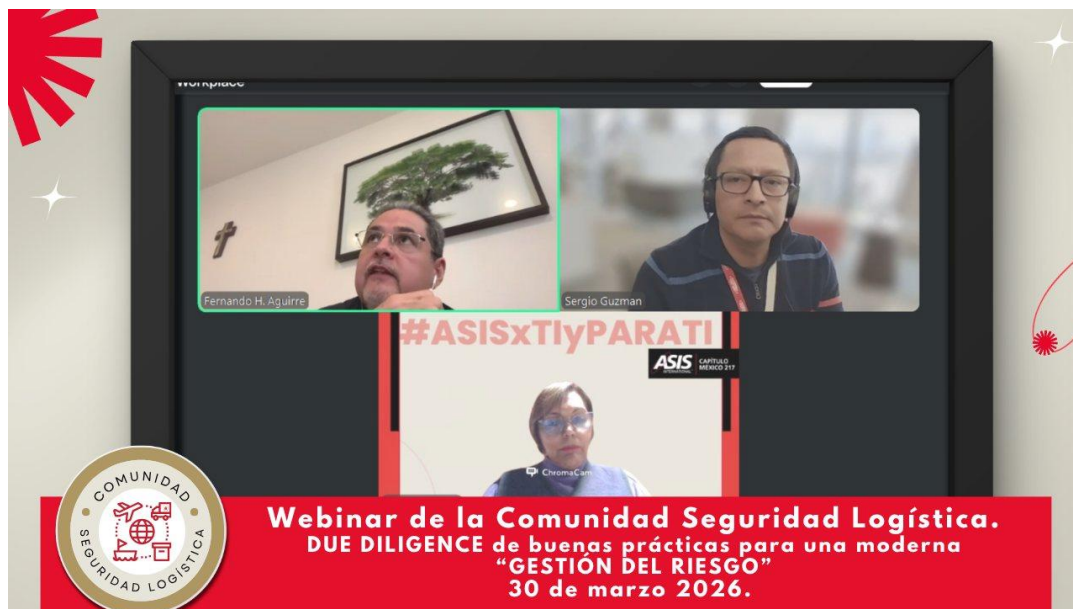 Workplace
Fernando H. Aguirre
Sergio Guzman
#ASISxTIyPARATI
ASIS
INTERNATIONAL
CAPÍTULO
MÉXICO 217
ChromaCam
COMUNIDAD
SEGURIDAD LOGÍSTICA
Webinar de la Comunidad Seguridad Logística.
DUE DILIGENCE de buenas prácticas para una moderna
“GESTIÓN DEL RIESGO”
30 de marzo 2026.